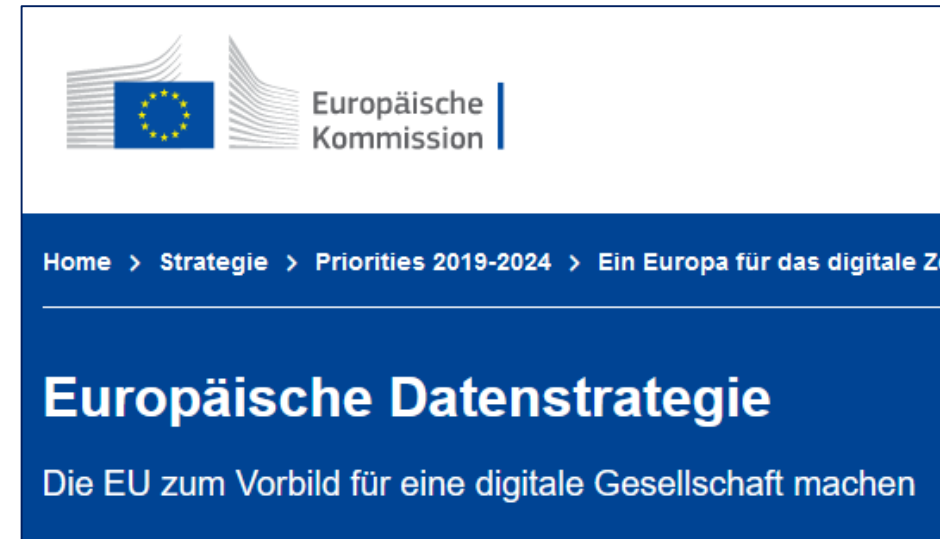 Europäische
Kommission
Home > Strategie > Priorities 2019-2024 > Ein Europa für das digitale
Europäische Datenstrategie
Die EU zum Vorbild für eine digitale Gesellschaft machen